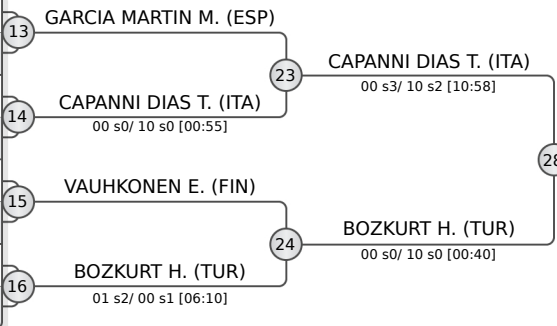 GARCIA MARTIN M. (ESP)
13
CAPANNI DIAS T. (ITA)
23
00 s3/ 10 s2 [10:58]
CAPANNI DIAS T. (ITA)
14
00 s0/ 10 s0 [00:55]
28
VAUHKONEN E. (FIN)
15
BOZKURT H. (TUR)
24
00 s0/ 10 s0 [00:40]
BOZKURT H. (TUR)
16
01 s2/ 00 s1 [06:10]